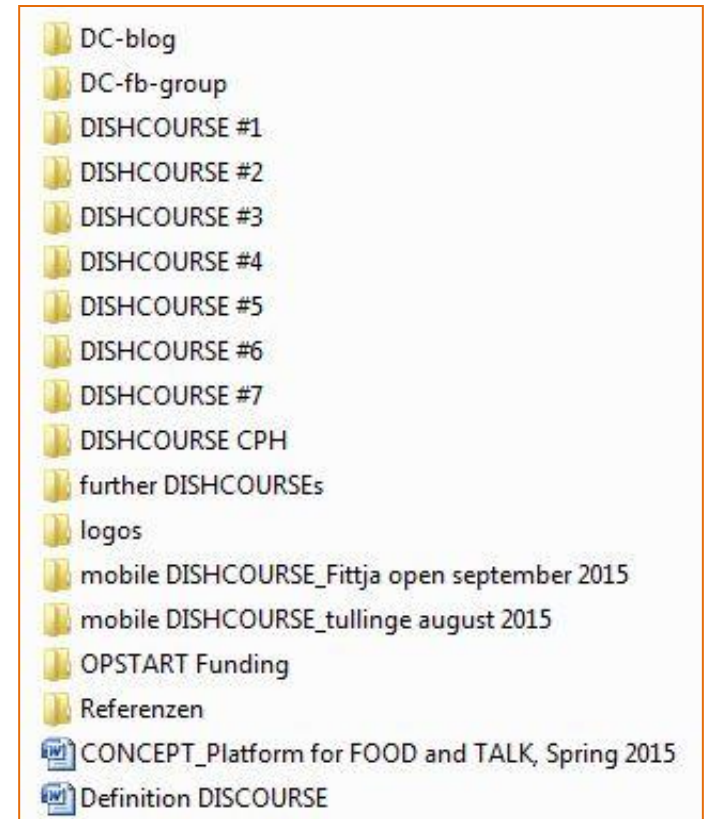 DC-blog
DC-fb-group
DISHCOURSE #1
DISHCOURSE #2
DISHCOURSE #3
DISHCOURSE #4
DISHCOURSE #5
DISHCOURSE #6
DISHCOURSE #7
DISHCOURSE CPH
further DISHCOURSEs
logos
mobile DISHCOURSE_Fittja open september 2015
mobile DISHCOURSE_tullinge august 2015
OPSTART Funding
Referenzen
CONCEPT_Platform for FOOD and TALK, Spring 2015
Definition DISCOURSE